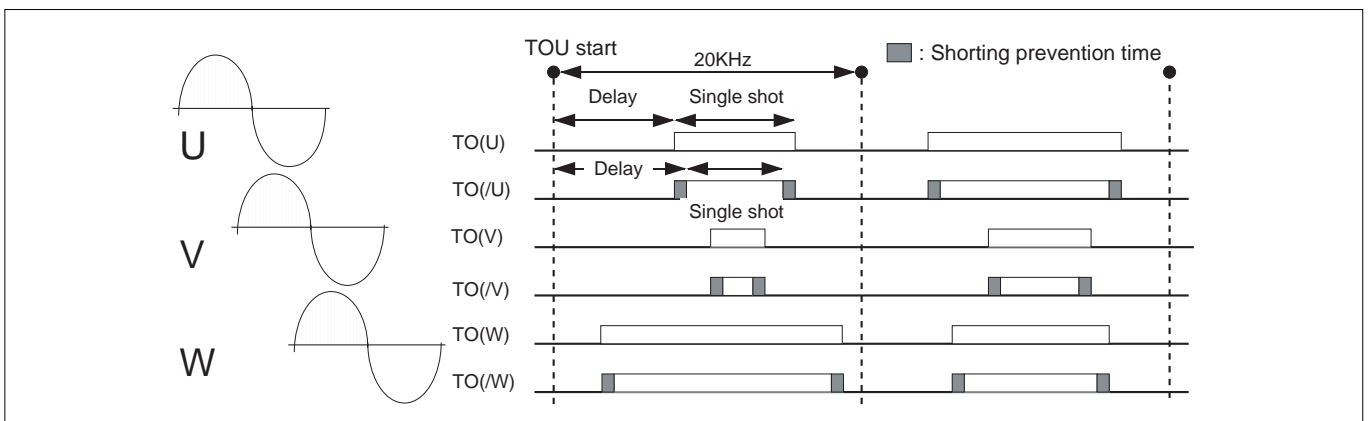 TOU start
20KHz
: Shorting prevention time
Delay
Single shot
U
TO(U)
Delay
TO(/U)
Single shot
TO(V)
V
TO(/V)
TO(W)
W
TO(/W)